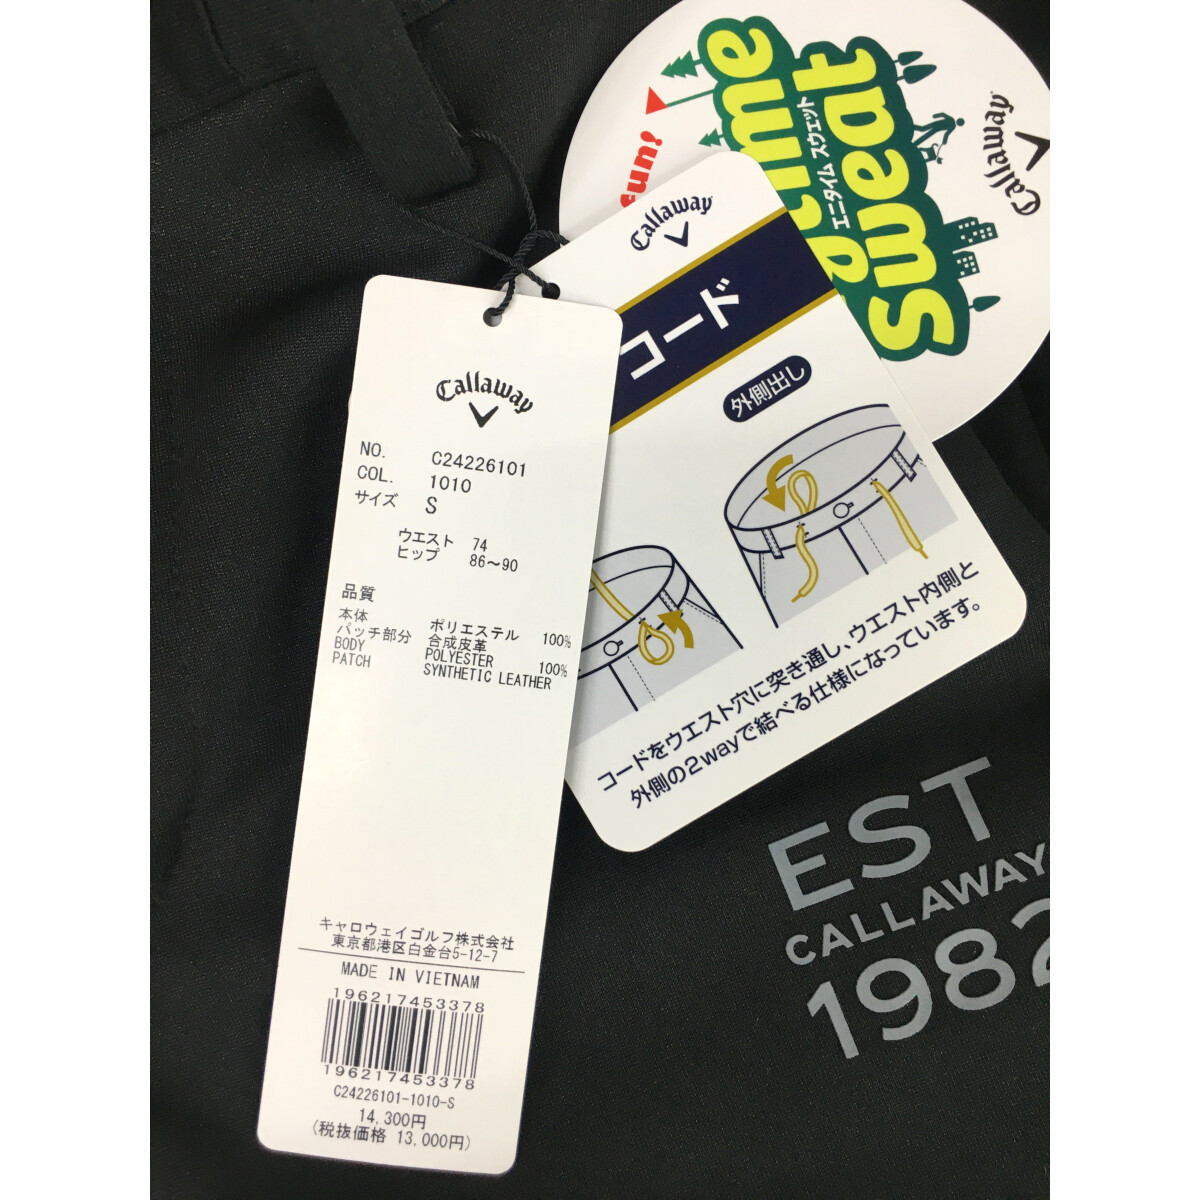 Callaway
NO. C24226101
COL. 1010
サイズ S
ウエスト 74
ヒップ 86～90
品質
本体 ポリエステル 100%
パッチ部分 合成皮革
BODY POLYESTER 100%
PATCH SYNTHETIC LEATHER
キャロウェイゴルフ株式会社
東京都港区白金台5-12-7
MADE IN VIETNAM
196217453378
196217453378
C24226101-1010-S
14,300円
(税抜価格 13,000円)
Callaway
コード
外側出し
コードをウエスト穴に突き通し、ウエスト内側と
外側の2wayで結べる仕様になっています。
Callaway
fun!
エニタイム スウェット
Sweat
EST
CALLAWAY
1982